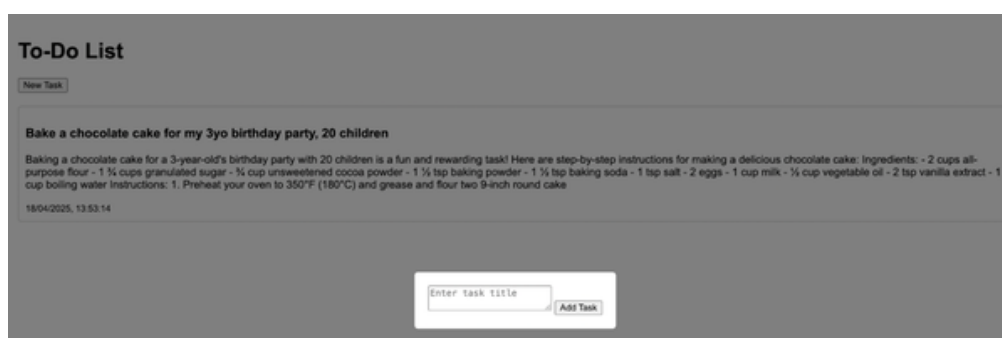 To-Do List
New Task
Bake a chocolate cake for my 3yo birthday party, 20 children
Baking a chocolate cake for a 3-year-old's birthday party with 20 children is a fun and rewarding task! Here are step-by-step instructions for making a delicious chocolate cake: Ingredients: - 2 cups all-
purpose flour - 1 ¾ cups granulated sugar - ¾ cup unsweetened cocoa powder - 1 ½ tsp baking powder - 1 ½ tsp baking soda - 1 tsp salt - 2 eggs - 1 cup milk - ½ cup vegetable oil - 2 tsp vanilla extract - 1
cup boiling water Instructions: 1. Preheat your oven to 350°F (180°C) and grease and flour two 9-inch round cake
18/04/2025, 13:53:14
Enter task title
Add Task